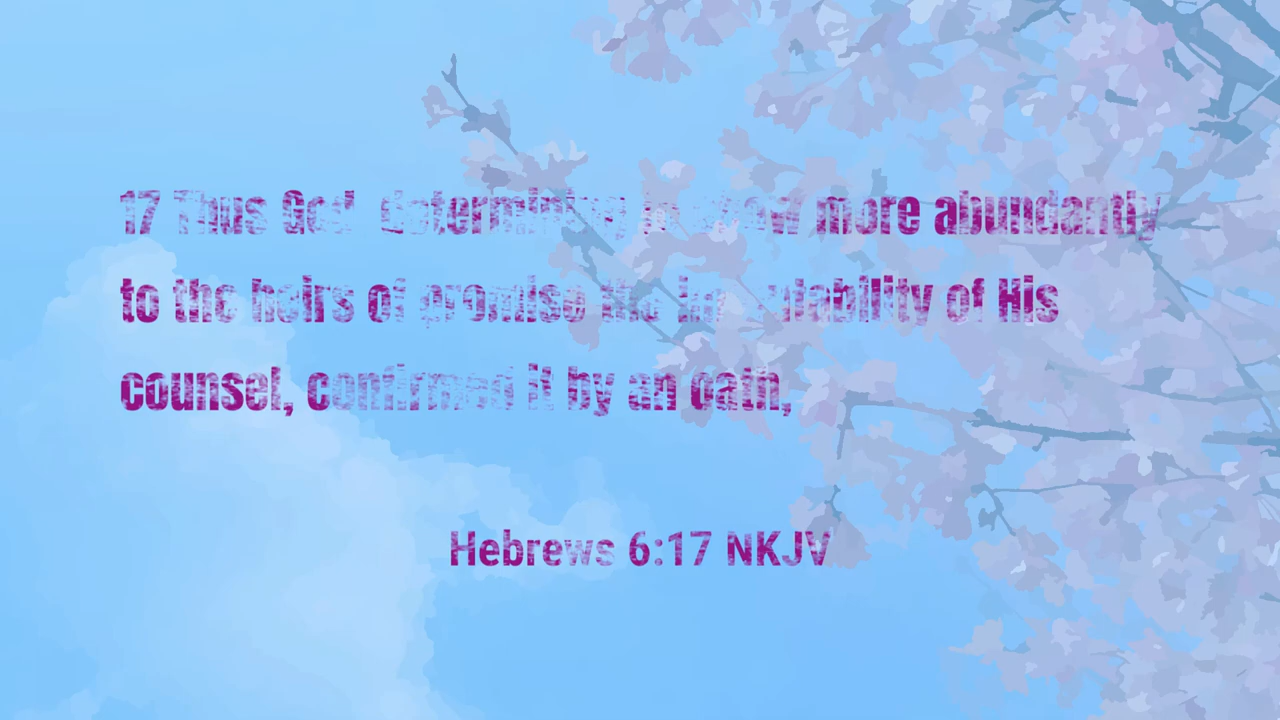 17 Thus God determining to show more abundantly
to the heirs of promise the immutability of His
counsel, confirmed it by an oath,
Hebrews 6:17 NKJV